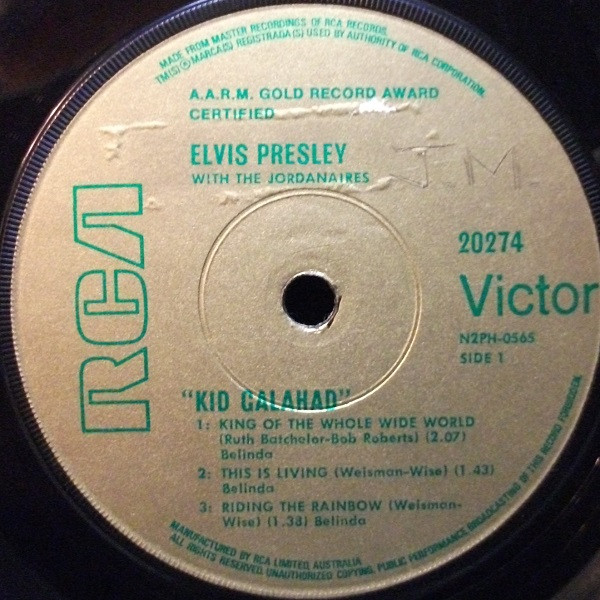 MADE FROM MASTER RECORDINGS OF RCA RECORDS.
TM(S) ® MARCA(S) REGISTRADA(S) USED BY AUTHORITY OF RCA CORPORATION.
A.A.R.M. GOLD RECORD AWARD
CERTIFIED
ELVIS PRESLEY
WITH THE JORDANAIRES
J.M.
RCA
20274
Victor
N2PH-0565
SIDE 1
"KID GALAHAD"
1: KING OF THE WHOLE WIDE WORLD
(Ruth Batchelor-Bob Roberts) (2.07)
Belinda
2: THIS IS LIVING (Weisman-Wise) (1.43)
Belinda
3: RIDING THE RAINBOW (Weisman-
Wise) (1.38) Belinda
MANUFACTURED BY RCA LIMITED, AUSTRALIA
ALL RIGHTS RESERVED. UNAUTHORIZED COPYING, PUBLIC PERFORMANCE BROADCASTING OF THIS RECORD FORBIDDEN